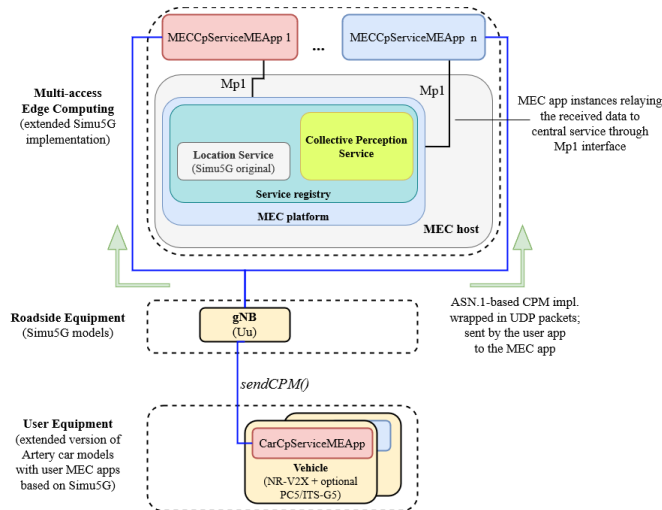 MECCpServiceMEApp 1
...
MECCpServiceMEApp n
Mp1
Mp1
Multi-access
Edge Computing
(extended Simu5G
implementation)
MEC app instances relaying
the received data to
central service through
Mp1 interface
Collective Perception
Service
Location Service
(Simu5G original)
Service registry
MEC platform
MEC host
Roadside Equipment
(Simu5G models)
gNB
(Uu)
ASN.1-based CPM impl.
wrapped in UDP packets;
sent by the user app
to the MEC app
sendCPM()
User Equipment
(extended version of
Artery car models
with user MEC apps
based on Simu5G)
CarCpServiceMEApp
Vehicle
(NR-V2X + optional
PC5/ITS-G5)